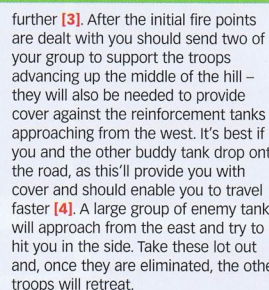 further [3]. After the initial fire points
are dealt with you should send two of
your group to support the troops
advancing up the middle of the hill –
they will also be needed to provide
cover against the reinforcement tanks
approaching from the west. It's best if
you and the other buddy tank drop ont
the road, as this'll provide you with
cover and should enable you to travel
faster [4]. A large group of enemy tank
will approach from the east and try to
hit you in the side. Take these lot out
and, once they are eliminated, the othe
troops will retreat.